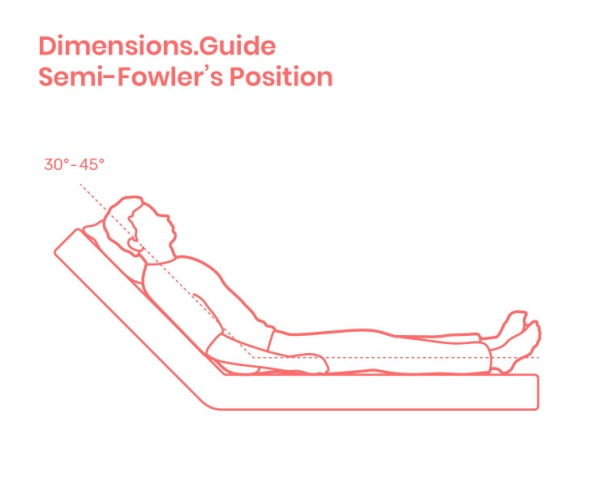 Dimensions.Guide
Semi-Fowler’s Position
30°-45°